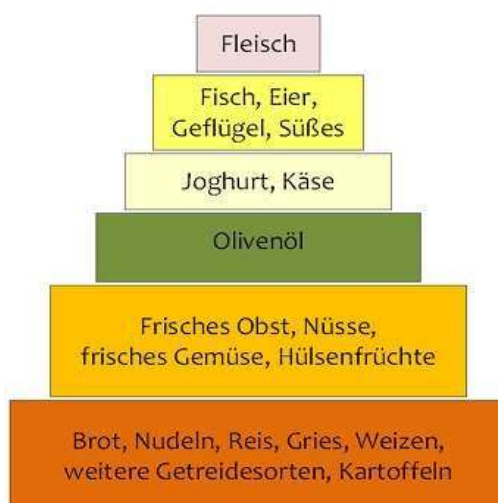 Fleisch
Fisch, Eier,
Geflügel, Süßes
Joghurt, Käse
Olivenöl
Frisches Obst, Nüsse,
frisches Gemüse, Hülsenfrüchte
Brot, Nudeln, Reis, Gries, Weizen,
weitere Getreidesorten, Kartoffeln